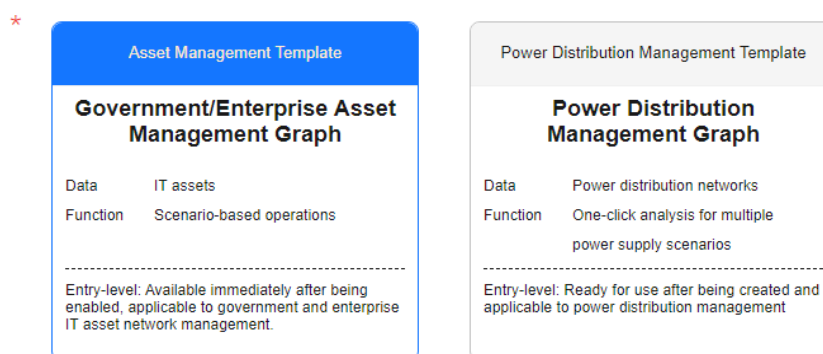 *
Asset Management Template
Government/Enterprise Asset
Management Graph
Data IT assets
Function Scenario-based operations
Entry-level: Available immediately after being
enabled, applicable to government and enterprise
IT asset network management.
Power Distribution Management Template
Power Distribution
Management Graph
Data Power distribution networks
Function One-click analysis for multiple
power supply scenarios
Entry-level: Ready for use after being created and
applicable to power distribution management